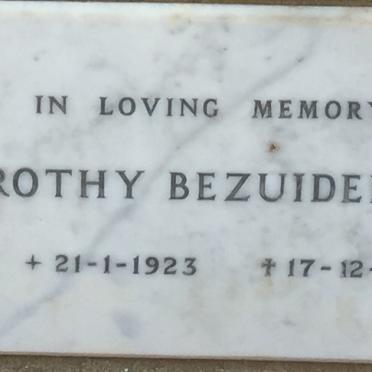 IN LOVING MEMORY
ROTHY BEZUIDE
+ 21-1-1923 ✝ 17-12-